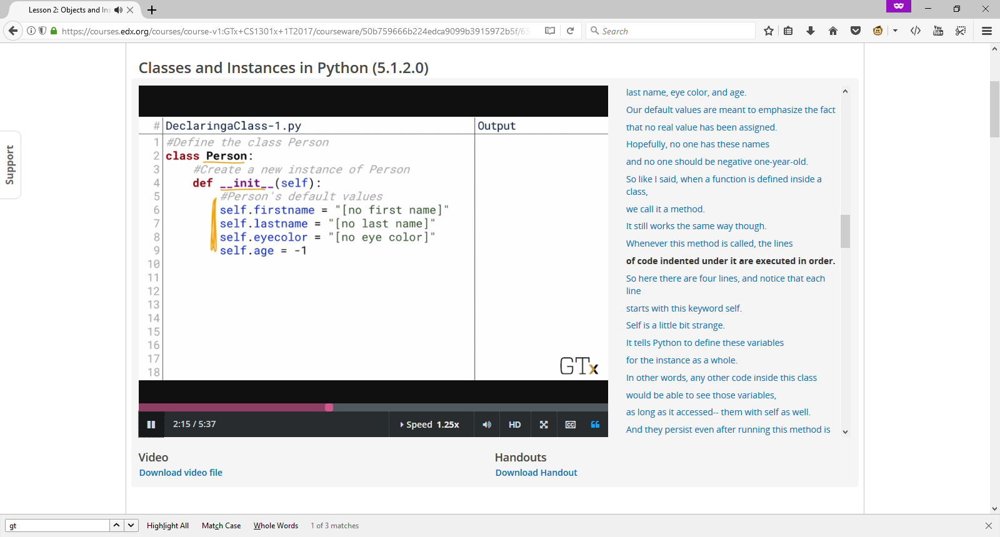 Lesson 2: Objects and Ins
https://courses.edx.org/courses/course-v1:GTx+CS1301x+1T2017/courseware/50b759666b224edca9099b3915972b5f/65
Search
You Tube
Support
Classes and Instances in Python (5.1.2.0)
# DeclaringaClass-1.py Output
1 #Define the class Person
2 class Person:
3 #Create a new instance of Person
4 def __init__(self):
5 #Person's default values
6 self.firstname = "[no first name]"
7 self.lastname = "[no last name]"
8 self.eyecolor = "[no eye color]"
9 self.age = -1
10
11
12
13
14
15
16
17
18
GTx
2:15 / 5:37
Speed 1.25x
HD
CC
last name, eye color, and age.
Our default values are meant to emphasize the fact
that no real value has been assigned.
Hopefully, no one has these names
and no one should be negative one-year-old.
So like I said, when a function is defined inside a
class,
we call it a method.
It still works the same way though.
Whenever this method is called, the lines
of code indented under it are executed in order.
So here there are four lines, and notice that each
line
starts with this keyword self.
Self is a little bit strange.
It tells Python to define these variables
for the instance as a whole.
In other words, any other code inside this class
would be able to see those variables,
as long as it accessed-- them with self as well.
And they persist even after running this method is
Video
Download video file
Handouts
Download Handout
gt
Highlight All
Match Case
Whole Words
1 of 3 matches